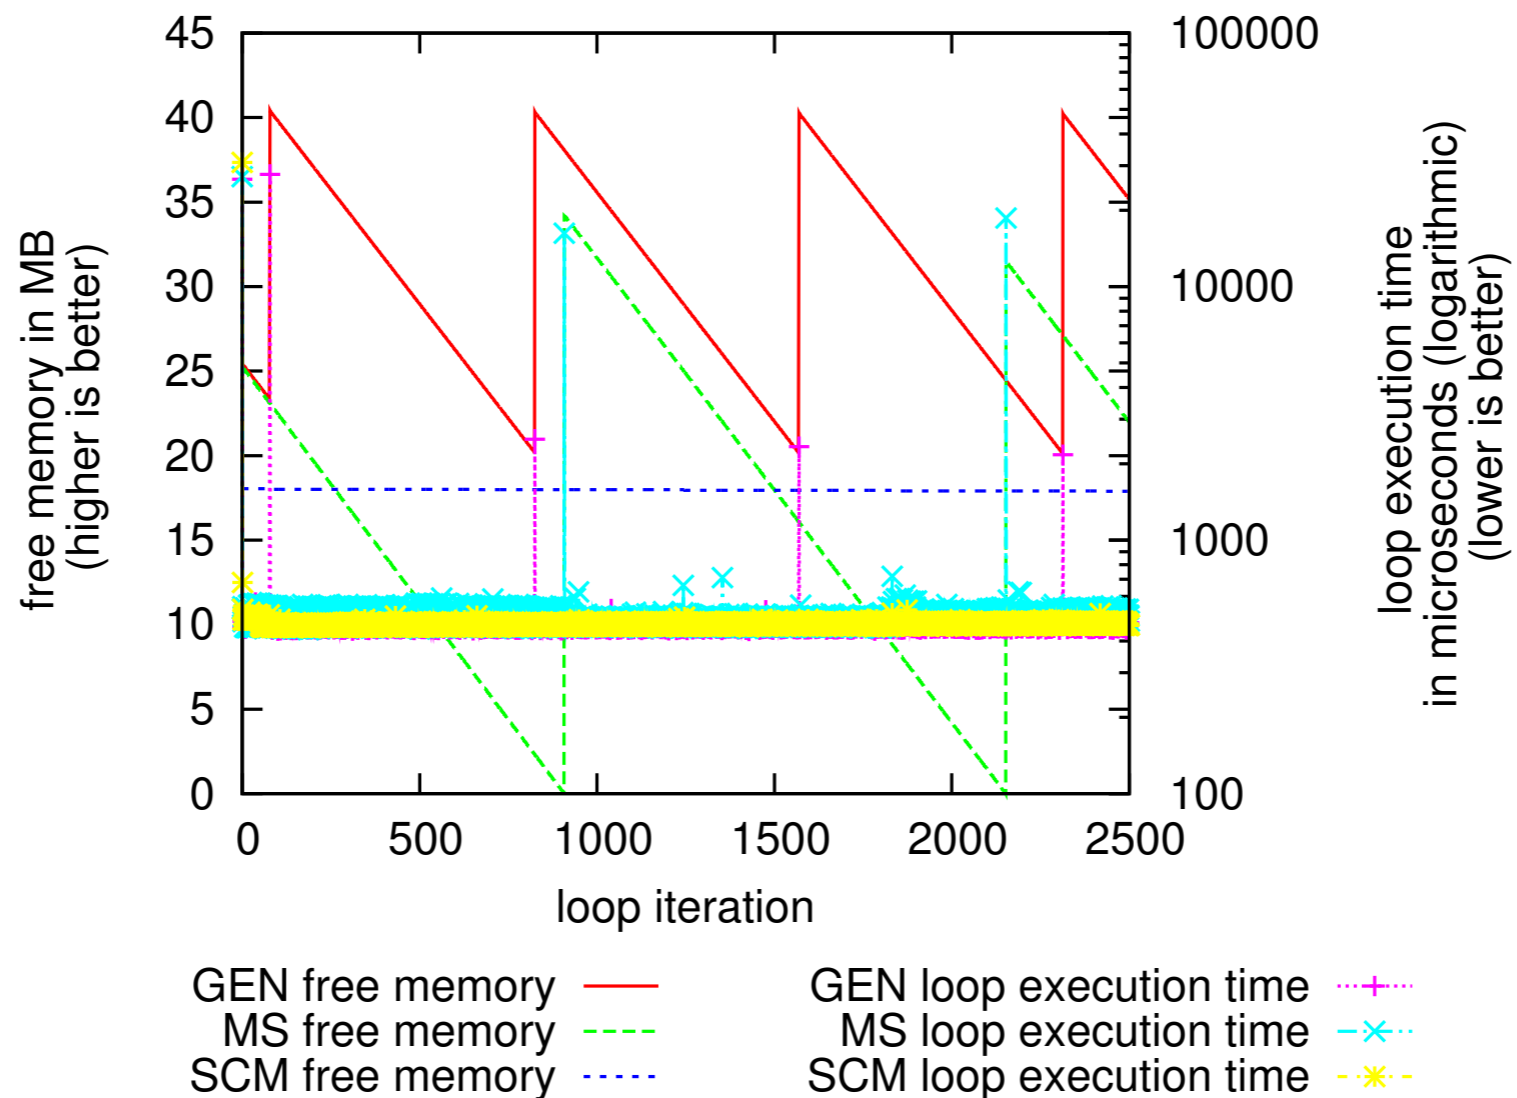 45
40
35
30
25
20
15
10
5
0
100000
10000
1000
100
0 500 1000 1500 2000 2500
free memory in MB
(higher is better)
loop execution time
in microseconds (logarithmic)
(lower is better)
loop iteration
GEN free memory
MS free memory
SCM free memory
GEN loop execution time
MS loop execution time
SCM loop execution time